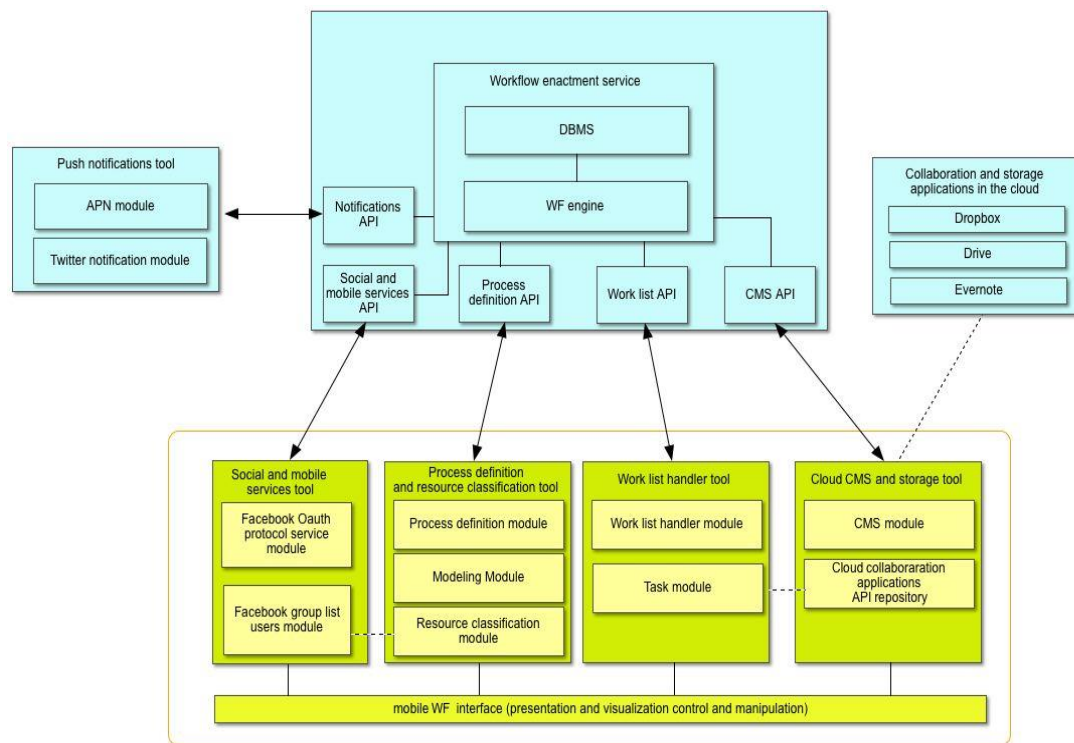 Workflow enactment service
DBMS
WF engine
Push notifications tool
APN module
Twitter notification module
Notifications
API
Social and
mobile services
API
Process
definition API
Work list API
CMS API
Collaboration and storage
applications in the cloud
Dropbox
Drive
Evernote
Social and mobile
services tool
Facebook Oauth
protocol service
module
Facebook group list
users module
Process definition
and resource classification tool
Process definition module
Modeling Module
Resource classification
module
Work list handler tool
Work list handler module
Task module
Cloud CMS and storage tool
CMS module
Cloud collaboraration
applications
API repository
mobile WF interface (presentation and visualization control and manipulation)